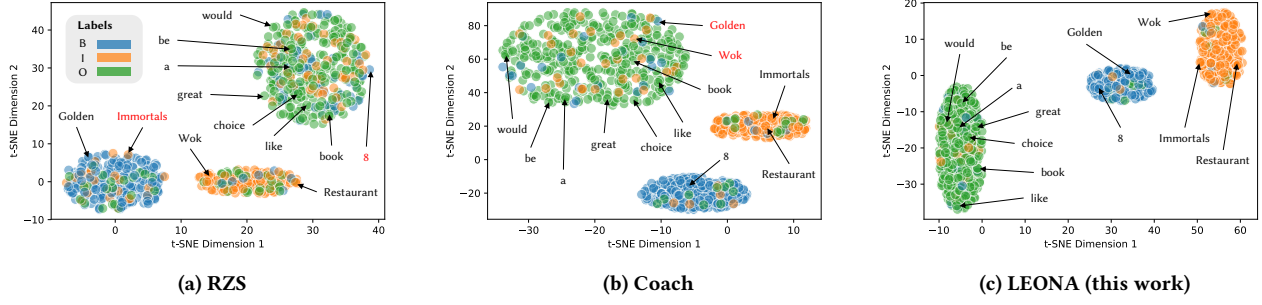 Labels
B
I
O
would
be
a
great
choice
like
book
8
Golden
Immortals
Wok
Restaurant
40
30
20
10
0
−10
0
10
20
30
40
t-SNE Dimension 2
t-SNE Dimension 1
(a) RZS
Golden
Wok
Immortals
book
would
like
be
great
choice
8
Restaurant
a
80
60
40
20
0
−20
−30
−20
−10
0
10
t-SNE Dimension 2
t-SNE Dimension 1
(b) Coach
Wok
Golden
would
be
a
great
8
choice
Immortals
Restaurant
book
like
20
10
0
−10
−20
−30
−10
0
10
20
30
40
50
60
t-SNE Dimension 2
t-SNE Dimension 1
(c) LEONA (this work)